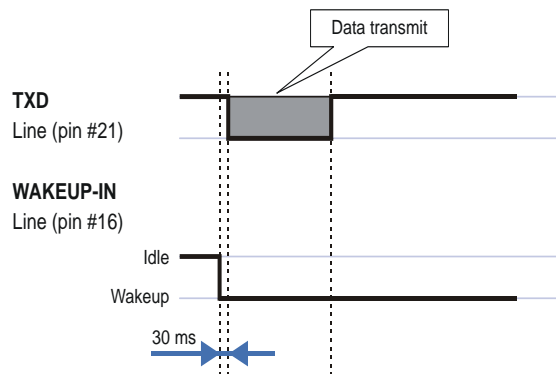 Data transmit
TXD
Line (pin #21)
WAKEUP-IN
Line (pin #16)
Idle
Wakeup
30 ms